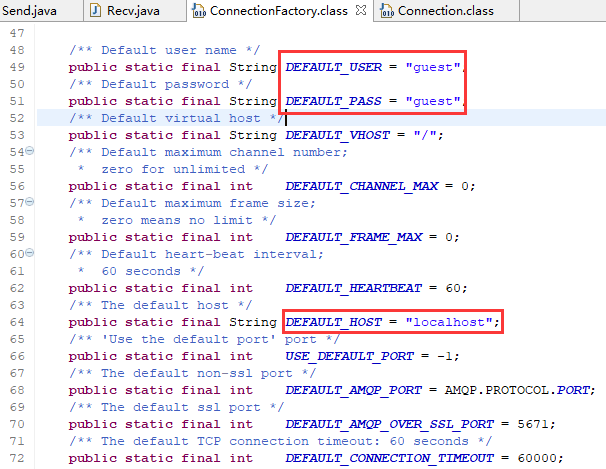 Send.java Recv.java ConnectionFactory.class Connection.class
47
48 /** Default user name */
49 public static final String DEFAULT_USER = "guest";
50 /** Default password */
51 public static final String DEFAULT_PASS = "guest";
52 /** Default virtual host */
53 public static final String DEFAULT_VHOST = "/";
54 /** Default maximum channel number;
55 * zero for unlimited */
56 public static final int DEFAULT_CHANNEL_MAX = 0;
57 /** Default maximum frame size;
58 * zero means no limit */
59 public static final int DEFAULT_FRAME_MAX = 0;
60 /** Default heart-beat interval;
61 * 60 seconds */
62 public static final int DEFAULT_HEARTBEAT = 60;
63 /** The default host */
64 public static final String DEFAULT_HOST = "localhost";
65 /** 'Use the default port' port */
66 public static final int USE_DEFAULT_PORT = -1;
67 /** The default non-ssl port */
68 public static final int DEFAULT_AMQP_PORT = AMQP.PROTOCOL.PORT;
69 /** The default ssl port */
70 public static final int DEFAULT_AMQP_OVER_SSL_PORT = 5671;
71 /** The default TCP connection timeout: 60 seconds */
72 public static final int DEFAULT_CONNECTION_TIMEOUT = 60000;